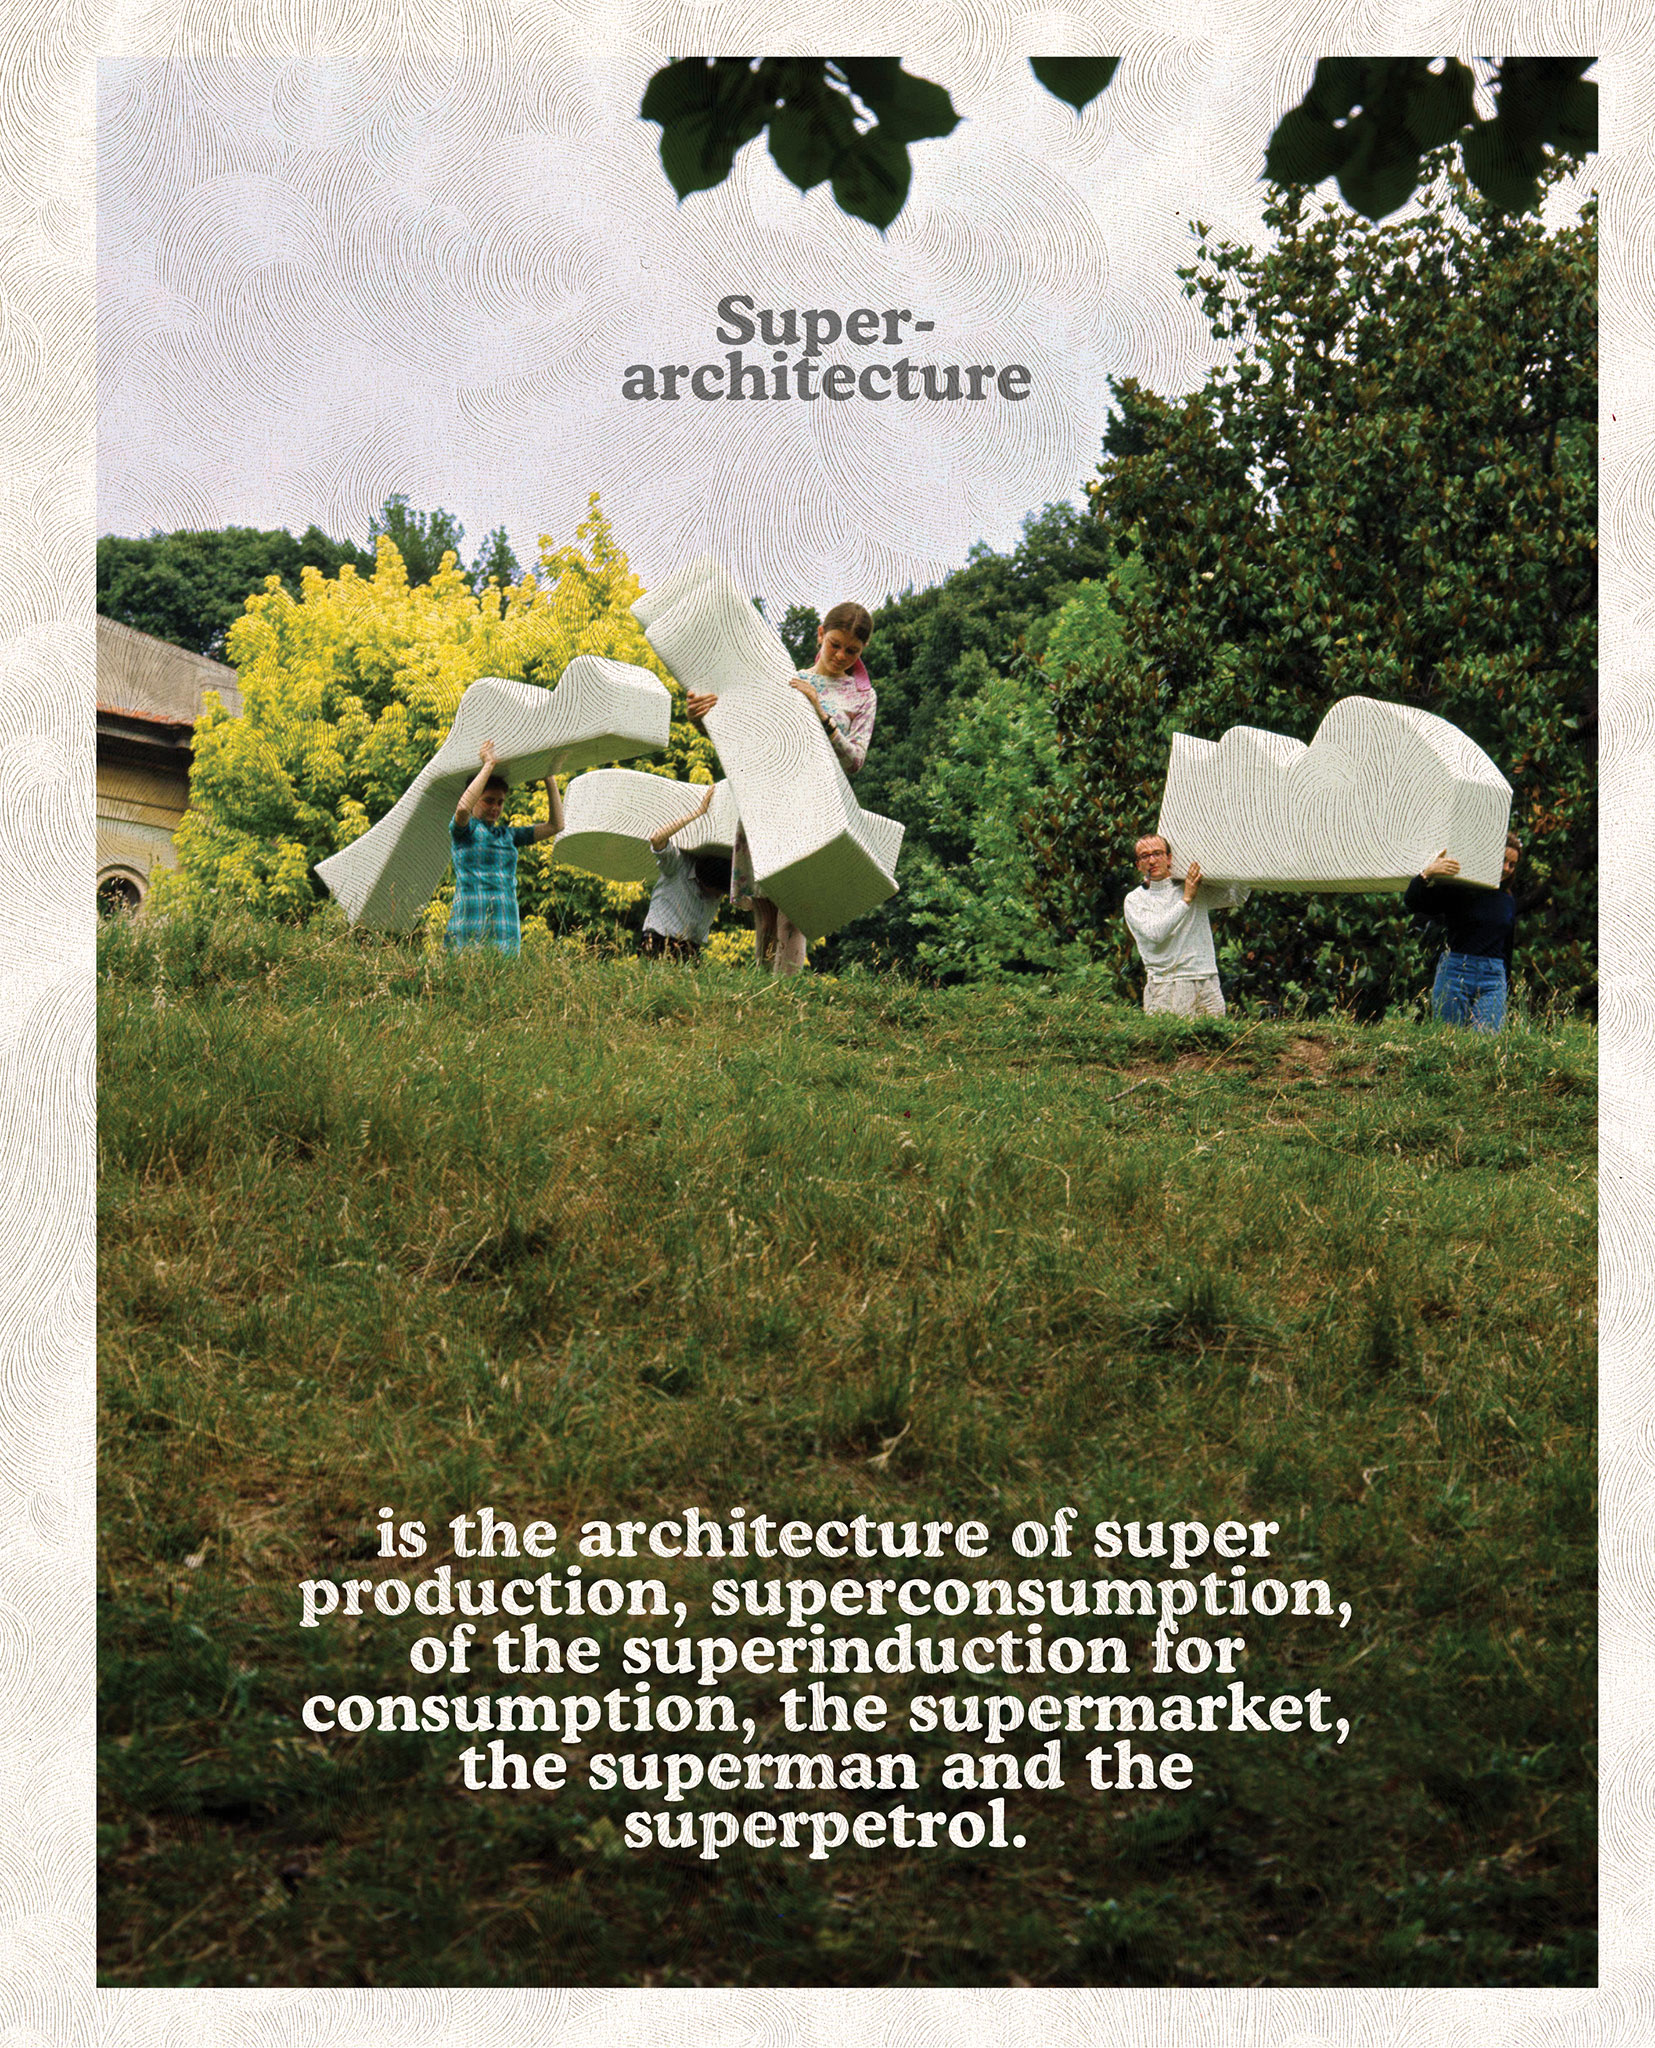 Super-
architecture
is the architecture of super
production, superconsumption,
of the superinduction for
consumption, the supermarket,
the superman and the
superpetrol.